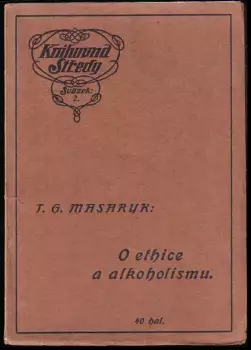 Knihovna
Středy
Svazek:
2.
T. G. MASARYK:
O ethice
a alkoholismu.
40 hal.